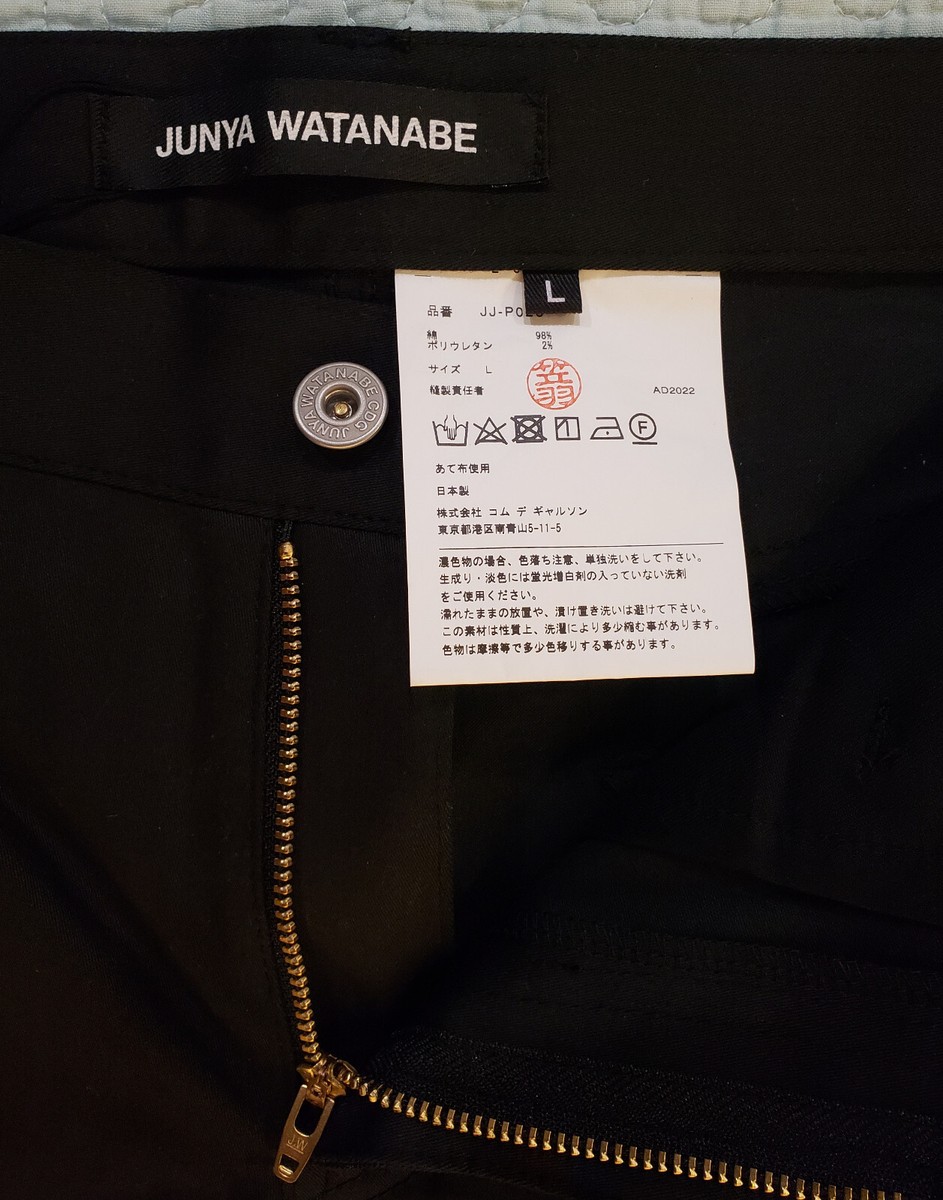 JUNYA WATANABE
L
品番 JJ-P0
綿 98%
ポリウレタン 2%
サイズ L
縫製責任者 AD2022
F
あて布使用
日本製
株式会社 コム デ ギャルソン
東京都港区南青山5-11-5
濃色物の場合、色落ち注意、単独洗いをして下さい。
生成り・淡色には蛍光増白剤の入っていない洗剤
をご使用ください。
濡れたままの放置や、漬け置き洗いは避けて下さい。
この素材は性質上、洗濯により多少縮む事があります。
色物は摩擦等で多少色移りする事があります。
JUNYA WATANABE CDG
JW